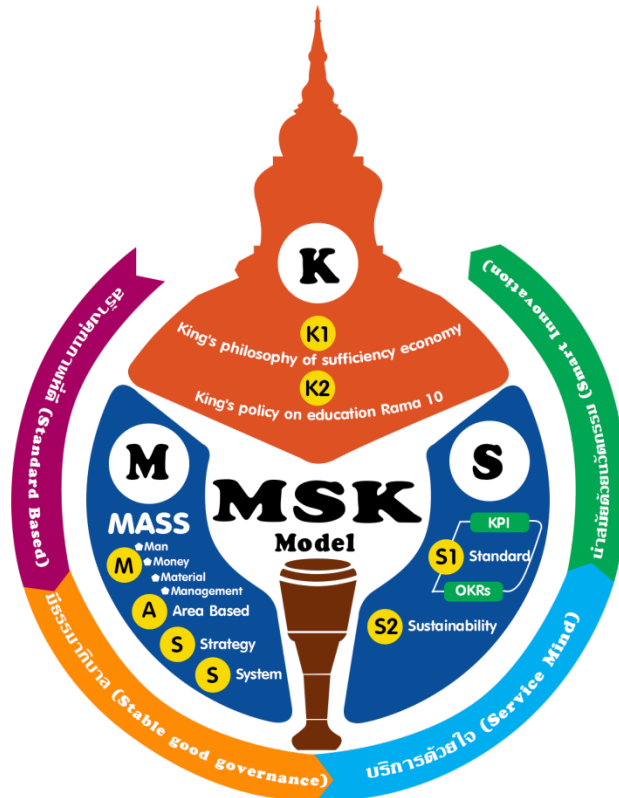 K
K1
King's philosophy of sufficiency economy
K2
King's policy on education Rama 10
M
MASS
M
Man
Money
Material
Management
A Area Based
S Strategy
S System
MSK
Model
S
KPI
S1 Standard
OKRs
S2 Sustainability
สร้างคุณภาพที่ดี (Standard Based)
มีธรรมาภิบาล (Stable good governance)
บริการด้วยใจ (Service Mind)
นำสมัยด้วยนวัตกรรม (Smart Innovation)